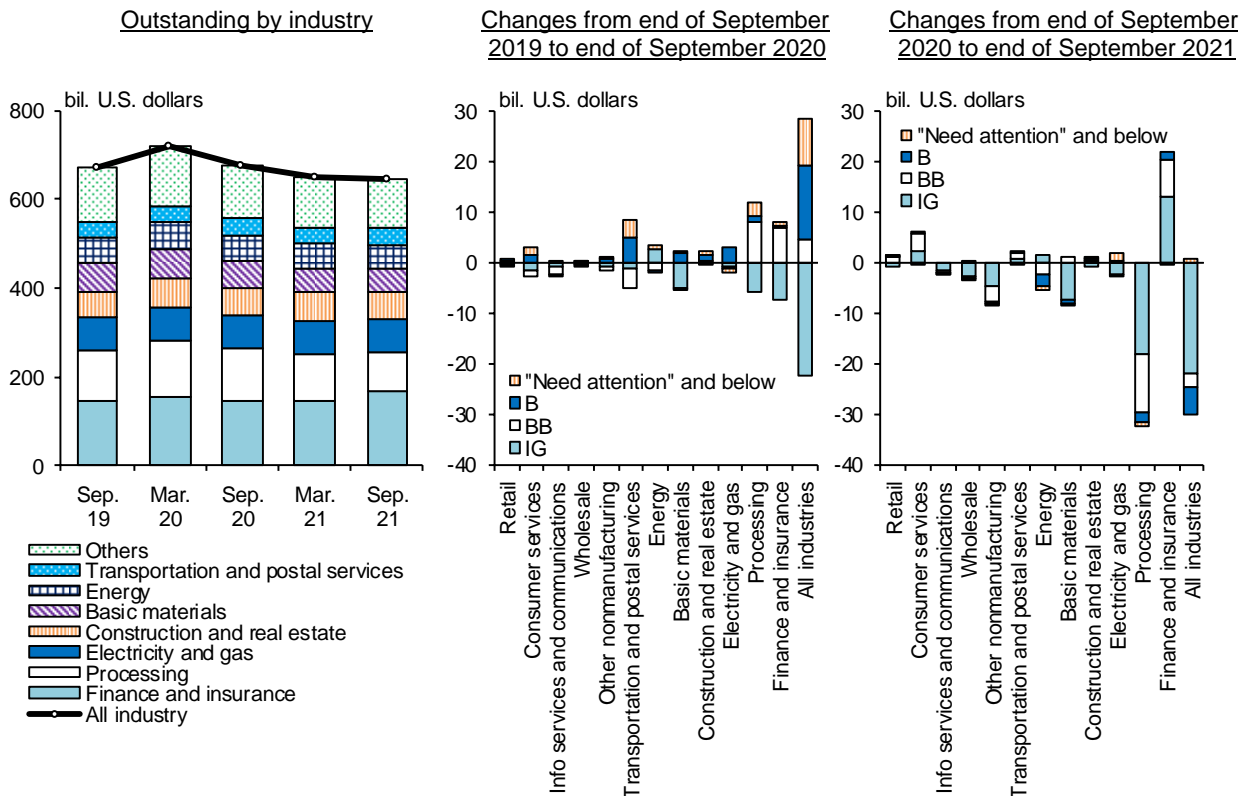 Outstanding by industry
bil. U.S. dollars
800
600
400
200
0
Sep.
19
Mar.
20
Sep.
20
Mar.
21
Sep.
21
Others
Transportation and postal services
Energy
Basic materials
Construction and real estate
Electricity and gas
Processing
Finance and insurance
All industry
Changes from end of September
2019 to end of September 2020
bil. U.S. dollars
30
20
10
0
-10
-20
-30
-40
"Need attention" and below
B
BB
IG
Retail
Consumer services
Info services and communications
Wholesale
Other nonmanufacturing
Transportation and postal services
Energy
Basic materials
Construction and real estate
Electricity and gas
Processing
Finance and insurance
All industries
Changes from end of September
2020 to end of September 2021
bil. U.S. dollars
30
20
10
0
-10
-20
-30
-40
"Need attention" and below
B
BB
IG
Retail
Consumer services
Info services and communications
Wholesale
Other nonmanufacturing
Transportation and postal services
Energy
Basic materials
Construction and real estate
Electricity and gas
Processing
Finance and insurance
All industries